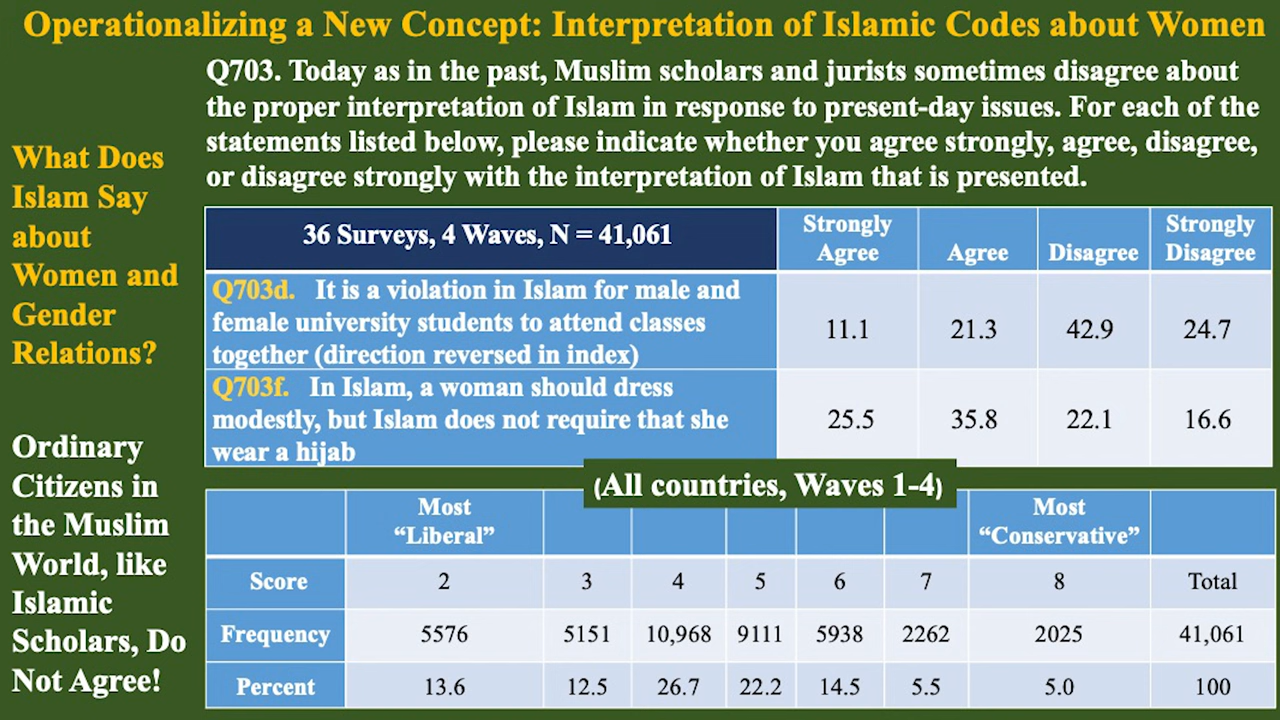 Operationalizing a New Concept: Interpretation of Islamic Codes about Women
Q703. Today as in the past, Muslim scholars and jurists sometimes disagree about
the proper interpretation of Islam in response to present-day issues. For each of the
statements listed below, please indicate whether you agree strongly, agree, disagree,
or disagree strongly with the interpretation of Islam that is presented.
What Does
Islam Say
about
Women and
Gender
Relations?
Ordinary
Citizens in
the Muslim
World, like
Islamic
Scholars, Do
Not Agree!
36 Surveys, 4 Waves, N = 41,061
Strongly
Agree
Agree
Disagree
Strongly
Disagree
Q703d. It is a violation in Islam for male and
female university students to attend classes
together (direction reversed in index)
11.1 21.3 42.9 24.7
Q703f. In Islam, a woman should dress
modestly, but Islam does not require that she
wear a hijab
25.5 35.8 22.1 16.6
(All countries, Waves 1-4)
Most
“Liberal”
Most
“Conservative”
Score 2 3 4 5 6 7 8 Total
Frequency 5576 5151 10,968 9111 5938 2262 2025 41,061
Percent 13.6 12.5 26.7 22.2 14.5 5.5 5.0 100